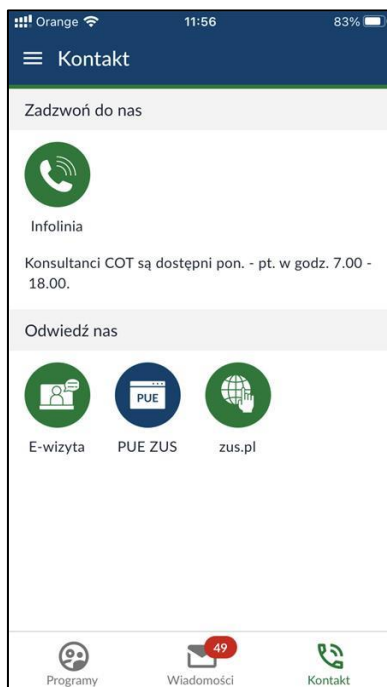 Orange 11:56 83%
Kontakt
Zadzwoń do nas
Infolinia
Konsultanci COT są dostępni pon. - pt. w godz. 7.00 -
18.00.
Odwiedź nas
PUE
E-wizyta PUE ZUS zus.pl
49
Programy Wiadomości Kontakt